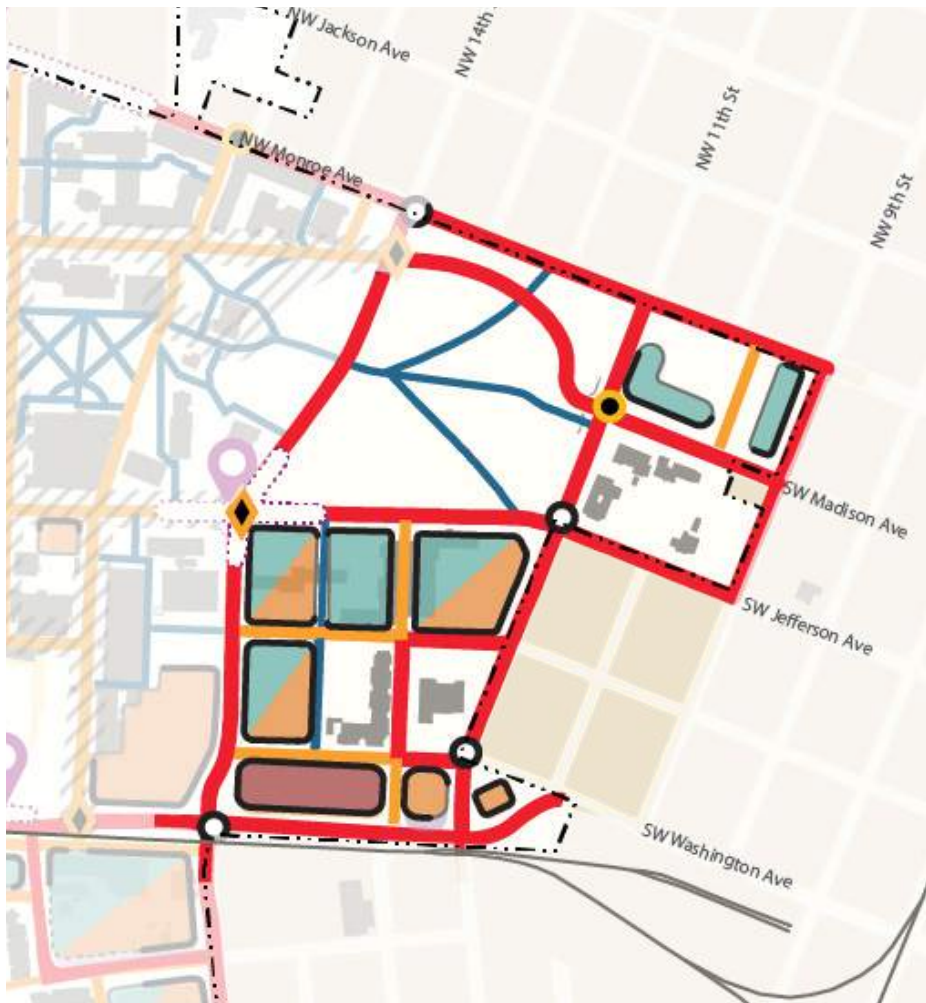 NW Jackson Ave
NW 14th
NW 11th St
NW Monroe Ave
NW 9th St
SW Madison Ave
SW Jefferson Ave
SW Washington Ave